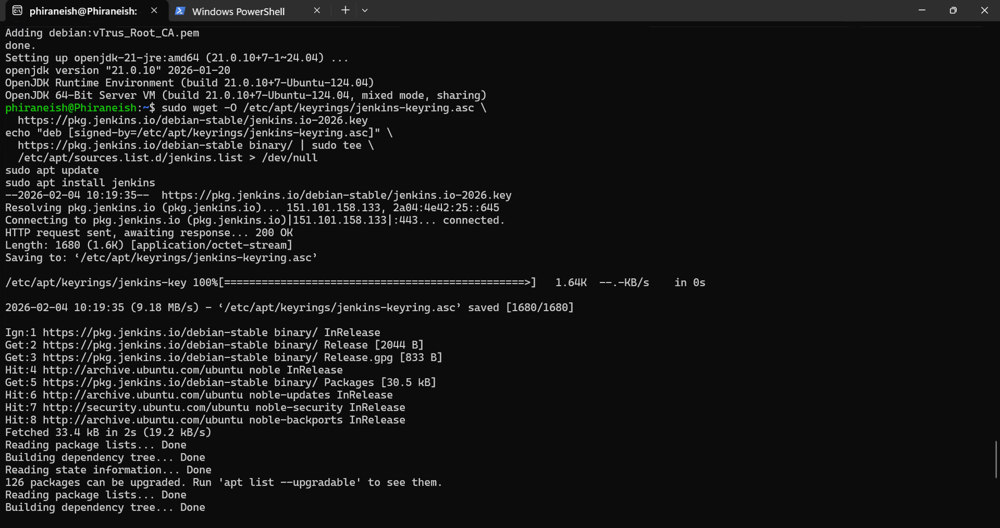 phiraneish@Phiraneish:
Windows PowerShell
Adding debian:vTrus_Root_CA.pem
done.
Setting up openjdk-21-jre:amd64 (21.0.10+7-1~24.04) ...
openjdk version "21.0.10" 2026-01-20
OpenJDK Runtime Environment (build 21.0.10+7-Ubuntu-124.04)
OpenJDK 64-Bit Server VM (build 21.0.10+7-Ubuntu-124.04, mixed mode, sharing)
phiraneish@Phiraneish:~$ sudo wget -O /etc/apt/keyrings/jenkins-keyring.asc \
  https://pkg.jenkins.io/debian-stable/jenkins.io-2026.key
echo "deb [signed-by=/etc/apt/keyrings/jenkins-keyring.asc]" \
  https://pkg.jenkins.io/debian-stable binary/ | sudo tee \
  /etc/apt/sources.list.d/jenkins.list > /dev/null
sudo apt update
sudo apt install jenkins
--2026-02-04 10:19:35--  https://pkg.jenkins.io/debian-stable/jenkins.io-2026.key
Resolving pkg.jenkins.io (pkg.jenkins.io)... 151.101.158.133, 2a04:4e42:25::645
Connecting to pkg.jenkins.io (pkg.jenkins.io)|151.101.158.133|:443... connected.
HTTP request sent, awaiting response... 200 OK
Length: 1680 (1.6K) [application/octet-stream]
Saving to: ‘/etc/apt/keyrings/jenkins-keyring.asc’
/etc/apt/keyrings/jenkins-key 100%[================================================>]   1.64K  --.-KB/s    in 0s
2026-02-04 10:19:35 (9.18 MB/s) - ‘/etc/apt/keyrings/jenkins-keyring.asc’ saved [1680/1680]
Ign:1 https://pkg.jenkins.io/debian-stable binary/ InRelease
Get:2 https://pkg.jenkins.io/debian-stable binary/ Release [2044 B]
Get:3 https://pkg.jenkins.io/debian-stable binary/ Release.gpg [833 B]
Hit:4 http://archive.ubuntu.com/ubuntu noble InRelease
Get:5 https://pkg.jenkins.io/debian-stable binary/ Packages [30.5 kB]
Hit:6 http://archive.ubuntu.com/ubuntu noble-updates InRelease
Hit:7 http://security.ubuntu.com/ubuntu noble-security InRelease
Hit:8 http://archive.ubuntu.com/ubuntu noble-backports InRelease
Fetched 33.4 kB in 2s (19.2 kB/s)
Reading package lists... Done
Building dependency tree... Done
Reading state information... Done
126 packages can be upgraded. Run 'apt list --upgradable' to see them.
Reading package lists... Done
Building dependency tree... Done